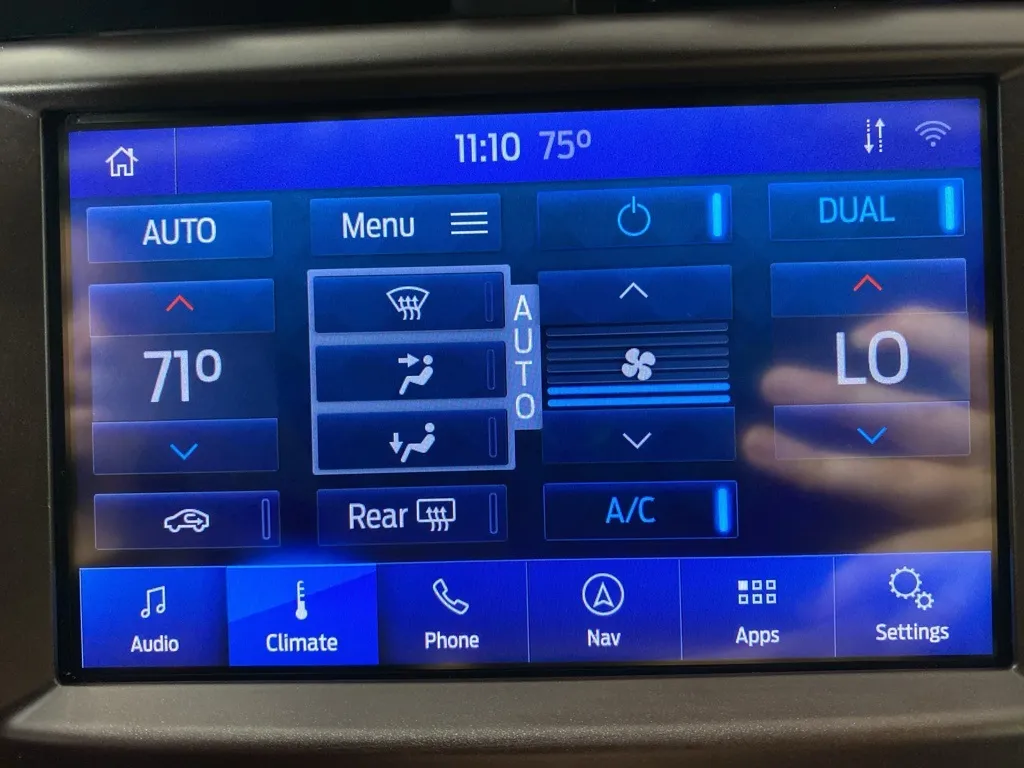 11:10 75°
AUTO
Menu
DUAL
AUTO
71°
LO
Rear
A/C
Audio
Climate
Phone
Nav
Apps
Settings